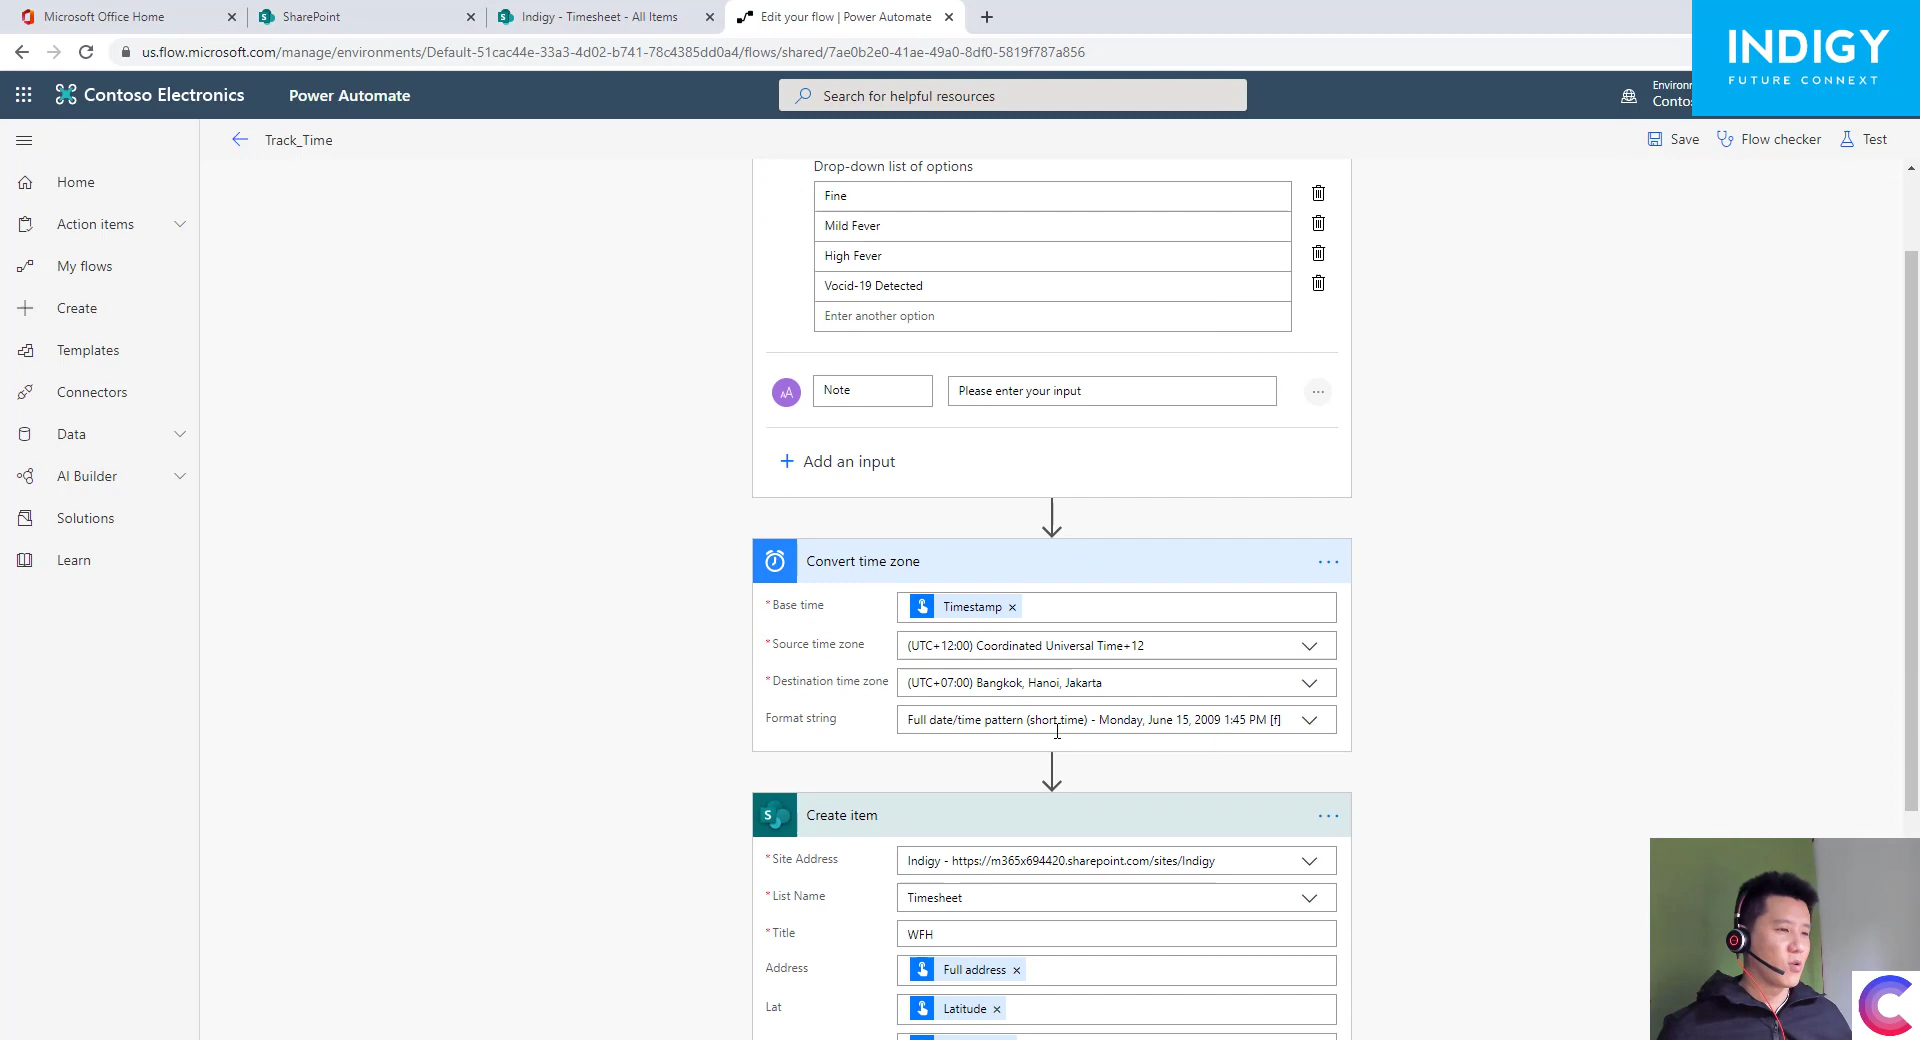 Microsoft Office Home
SharePoint
Indigy - Timesheet - All Items
Edit your flow | Power Automate
us.flow.microsoft.com/manage/environments/Default-51cac44e-33a3-4d02-b741-78c4385dd0a4/flows/shared/7ae0b2e0-41ae-49a0-8df0-5819f787a856
INDIGY
FUTURE CONNEXT
Contoso Electronics
Power Automate
Search for helpful resources
Environr
Contos
Track_Time
Save
Flow checker
Test
Home
Action items
My flows
Create
Templates
Connectors
Data
AI Builder
Solutions
Learn
Drop-down list of options
Fine
Mild Fever
High Fever
Vocid-19 Detected
Enter another option
AA
Note
Please enter your input
Add an input
Convert time zone
* Base time
Timestamp
* Source time zone
(UTC+12:00) Coordinated Universal Time+12
* Destination time zone
(UTC+07:00) Bangkok, Hanoi, Jakarta
Format string
Full date/time pattern (short time) - Monday, June 15, 2009 1:45 PM [f]
S
Create item
* Site Address
Indigy - https://m365x694420.sharepoint.com/sites/Indigy
* List Name
Timesheet
* Title
WFH
Address
Full address
Lat
Latitude